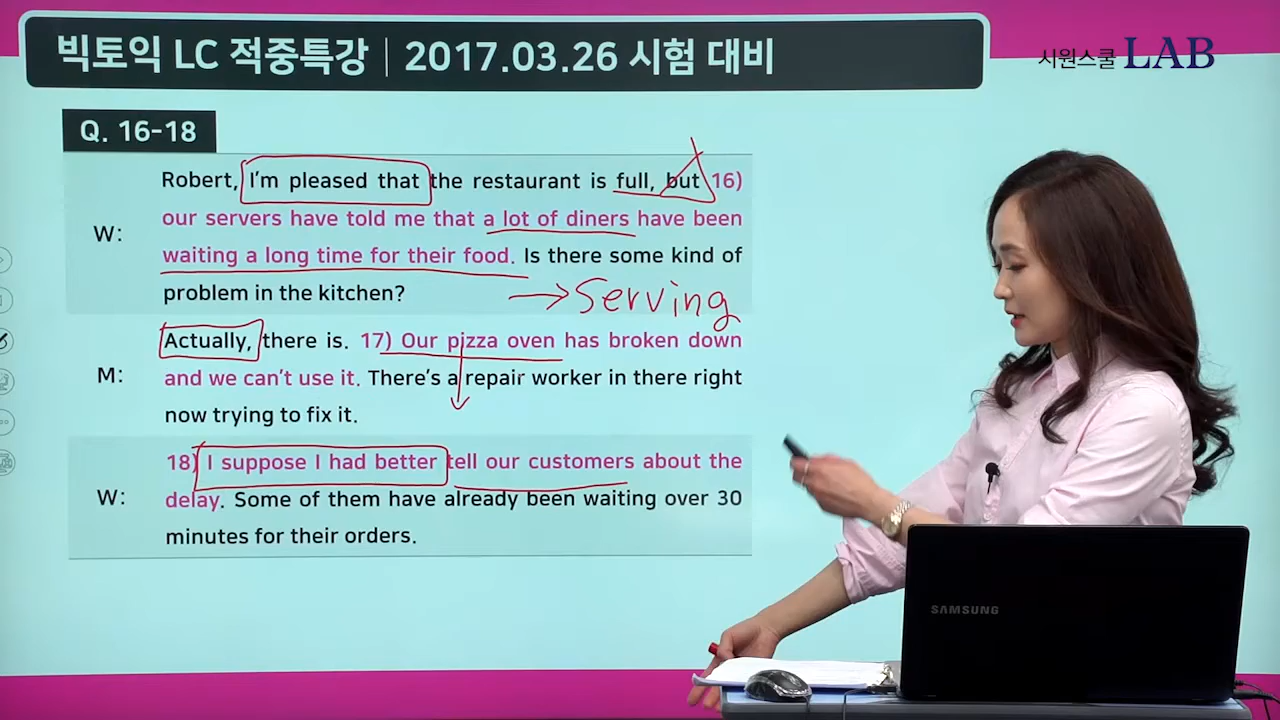 빅토익 LC 적중특강 | 2017.03.26 시험 대비
시원스쿨 LAB
Q. 16-18
Robert, I'm pleased that the restaurant is full, but 16)
W: our servers have told me that a lot of diners have been
waiting a long time for their food. Is there some kind of
problem in the kitchen?
→ Serving
Actually, there is. 17) Our pizza oven has broken down
M: and we can't use it. There's a repair worker in there right
now trying to fix it.
18) I suppose I had better tell our customers about the
W: delay. Some of them have already been waiting over 30
minutes for their orders.
SAMSUNG